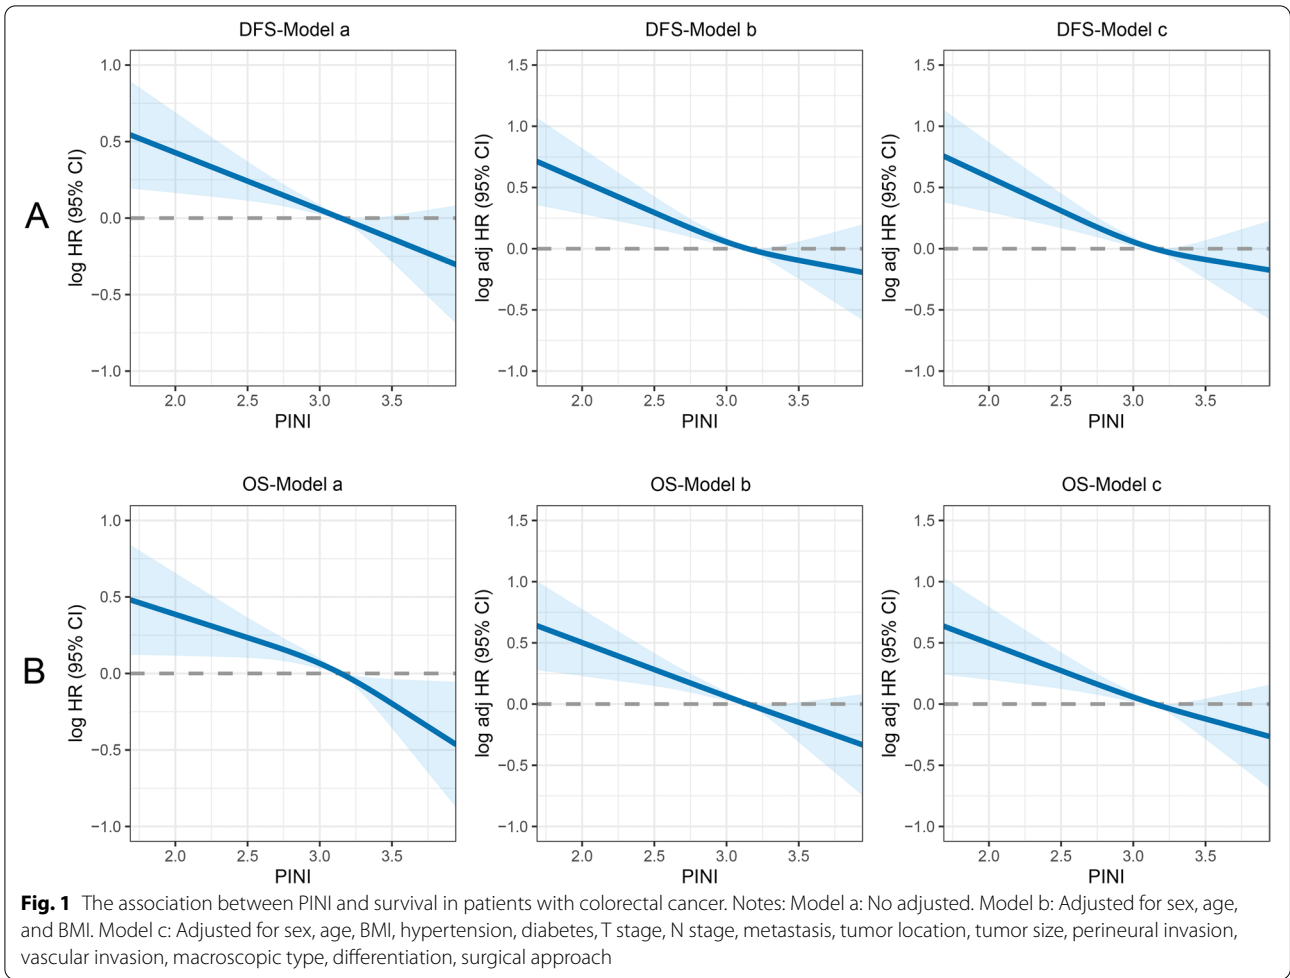 DFS-Model a DFS-Model b DFS-Model c
A
log HR (95% CI)
1.0
0.5
0.0
−0.5
−1.0
2.0 2.5 3.0 3.5
PINI
log adj HR (95% CI)
1.5
1.0
0.5
0.0
−0.5
−1.0
2.0 2.5 3.0 3.5
PINI
log adj HR (95% CI)
1.5
1.0
0.5
0.0
−0.5
−1.0
2.0 2.5 3.0 3.5
PINI
OS-Model a OS-Model b OS-Model c
B
log HR (95% CI)
1.0
0.5
0.0
−0.5
−1.0
2.0 2.5 3.0 3.5
PINI
log adj HR (95% CI)
1.5
1.0
0.5
0.0
−0.5
−1.0
2.0 2.5 3.0 3.5
PINI
log adj HR (95% CI)
1.5
1.0
0.5
0.0
−0.5
−1.0
2.0 2.5 3.0 3.5
PINI
Fig. 1 The association between PINI and survival in patients with colorectal cancer. Notes: Model a: No adjusted. Model b: Adjusted for sex, age,
and BMI. Model c: Adjusted for sex, age, BMI, hypertension, diabetes, T stage, N stage, metastasis, tumor location, tumor size, perineural invasion,
vascular invasion, macroscopic type, differentiation, surgical approach